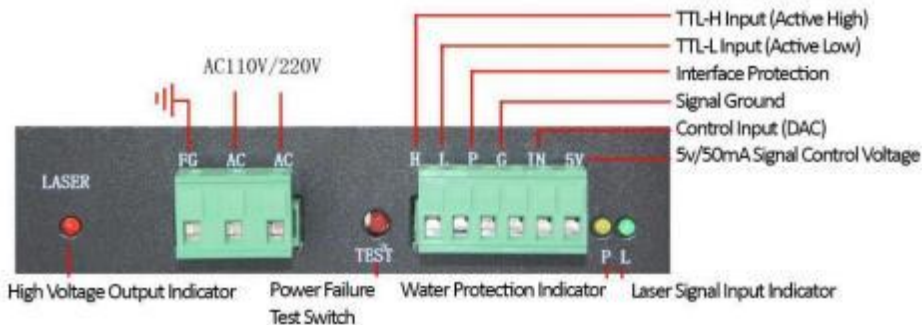 TTL-H Input (Active High)
TTL-L Input (Active Low)
Interface Protection
Signal Ground
Control Input (DAC)
5v/50mA Signal Control Voltage
AC110V/220V
FG AC AC
H L P G IN 5V
LASER
TEST
P L
High Voltage Output Indicator
Power Failure
Test Switch
Water Protection Indicator
Laser Signal Input Indicator